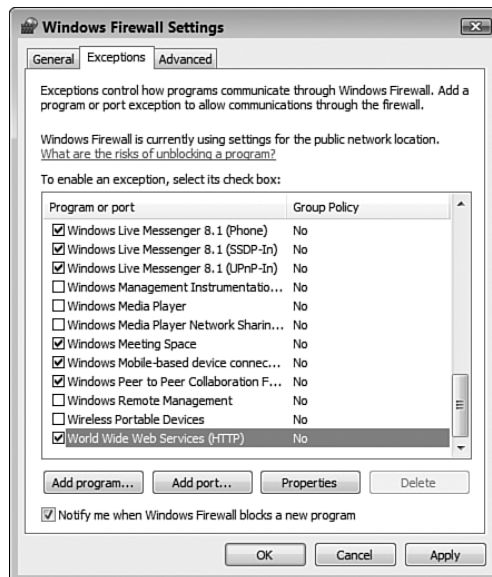 Windows Firewall Settings
General Exceptions Advanced
Exceptions control how programs communicate through Windows Firewall. Add a
program or port exception to allow communications through the firewall.
Windows Firewall is currently using settings for the public network location.
What are the risks of unblocking a program?
To enable an exception, select its check box:
Program or port Group Policy
Windows Live Messenger 8.1 (Phone) No
Windows Live Messenger 8.1 (SSDP-In) No
Windows Live Messenger 8.1 (UPnP-In) No
Windows Management Instrumentatio... No
Windows Media Player No
Windows Media Player Network Sharin... No
Windows Meeting Space No
Windows Mobile-based device connec... No
Windows Peer to Peer Collaboration F... No
Windows Remote Management No
Wireless Portable Devices No
World Wide Web Services (HTTP) No
Add program... Add port... Properties Delete
Notify me when Windows Firewall blocks a new program
OK Cancel Apply